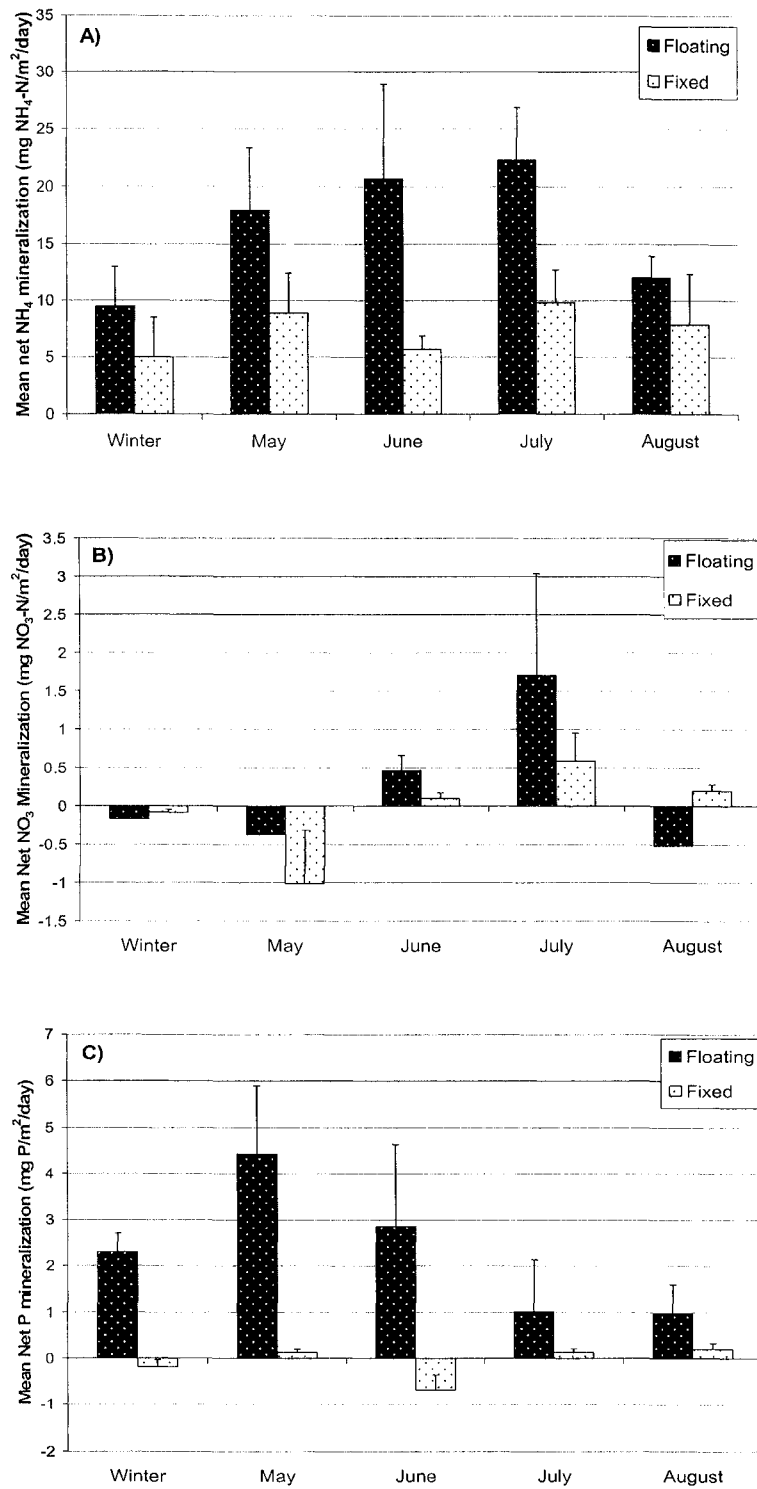 A)
Floating
Fixed
Mean net NH₄ mineralization (mg NH₄-N/m²/day)
35
30
25
20
15
10
5
0
Winter May June July August
B)
Floating
Fixed
Mean Net NO₃ Mineralization (mg NO₃-N/m²/day)
3.5
3
2.5
2
1.5
1
0.5
0
-0.5
-1
-1.5
Winter May June July August
C)
Floating
Fixed
Mean Net P mineralization (mg P/m²/day)
7
6
5
4
3
2
1
0
-1
-2
Winter May June July August